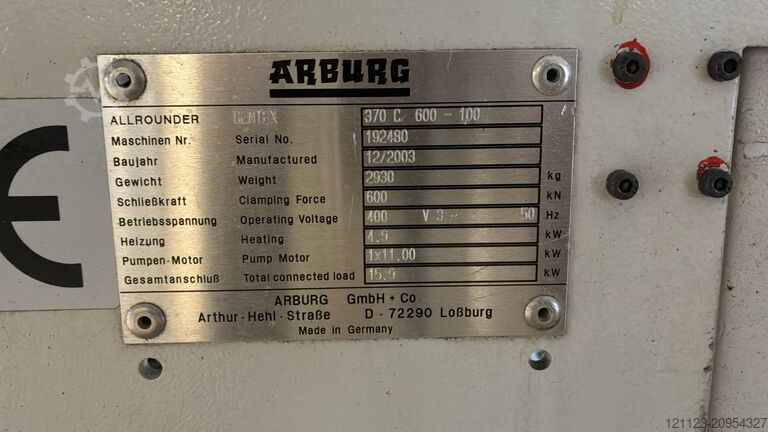 ARBURG
ALLROUNDER CENTEX 370 C 600 - 100
Maschinen Nr. Serial No. 192480
Baujahr Manufactured 12/2003
Gewicht Weight 2930 kg
Schließkraft Clamping Force 600 kN
Betriebsspannung Operating Voltage 400 V 3~ 50 Hz
Heizung Heating 4,9 kW
Pumpen-Motor Pump Motor 1x11,00 kW
Gesamtanschluß Total connected load 15,9 kW
ARBURG GmbH + Co
Arthur-Hehl-Straße D - 72290 Loßburg
Made in Germany
CE
121123-20954327